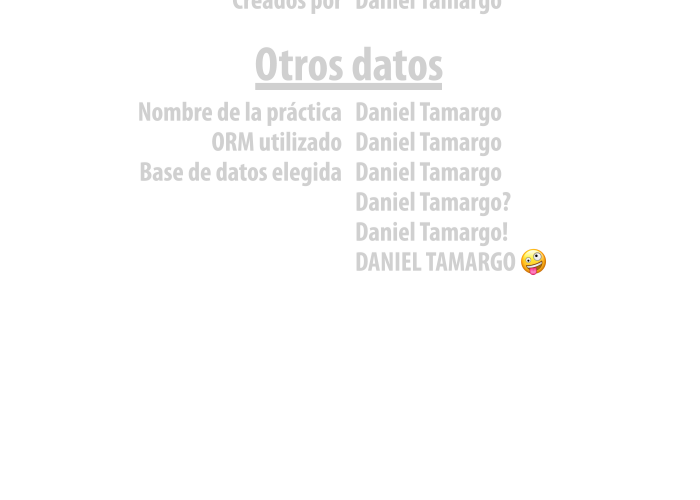 Creados por Daniel Tamargo
Otros datos
Nombre de la práctica Daniel Tamargo
ORM utilizado Daniel Tamargo
Base de datos elegida Daniel Tamargo
Daniel Tamargo?
Daniel Tamargo!
DANIEL TAMARGO 🤪